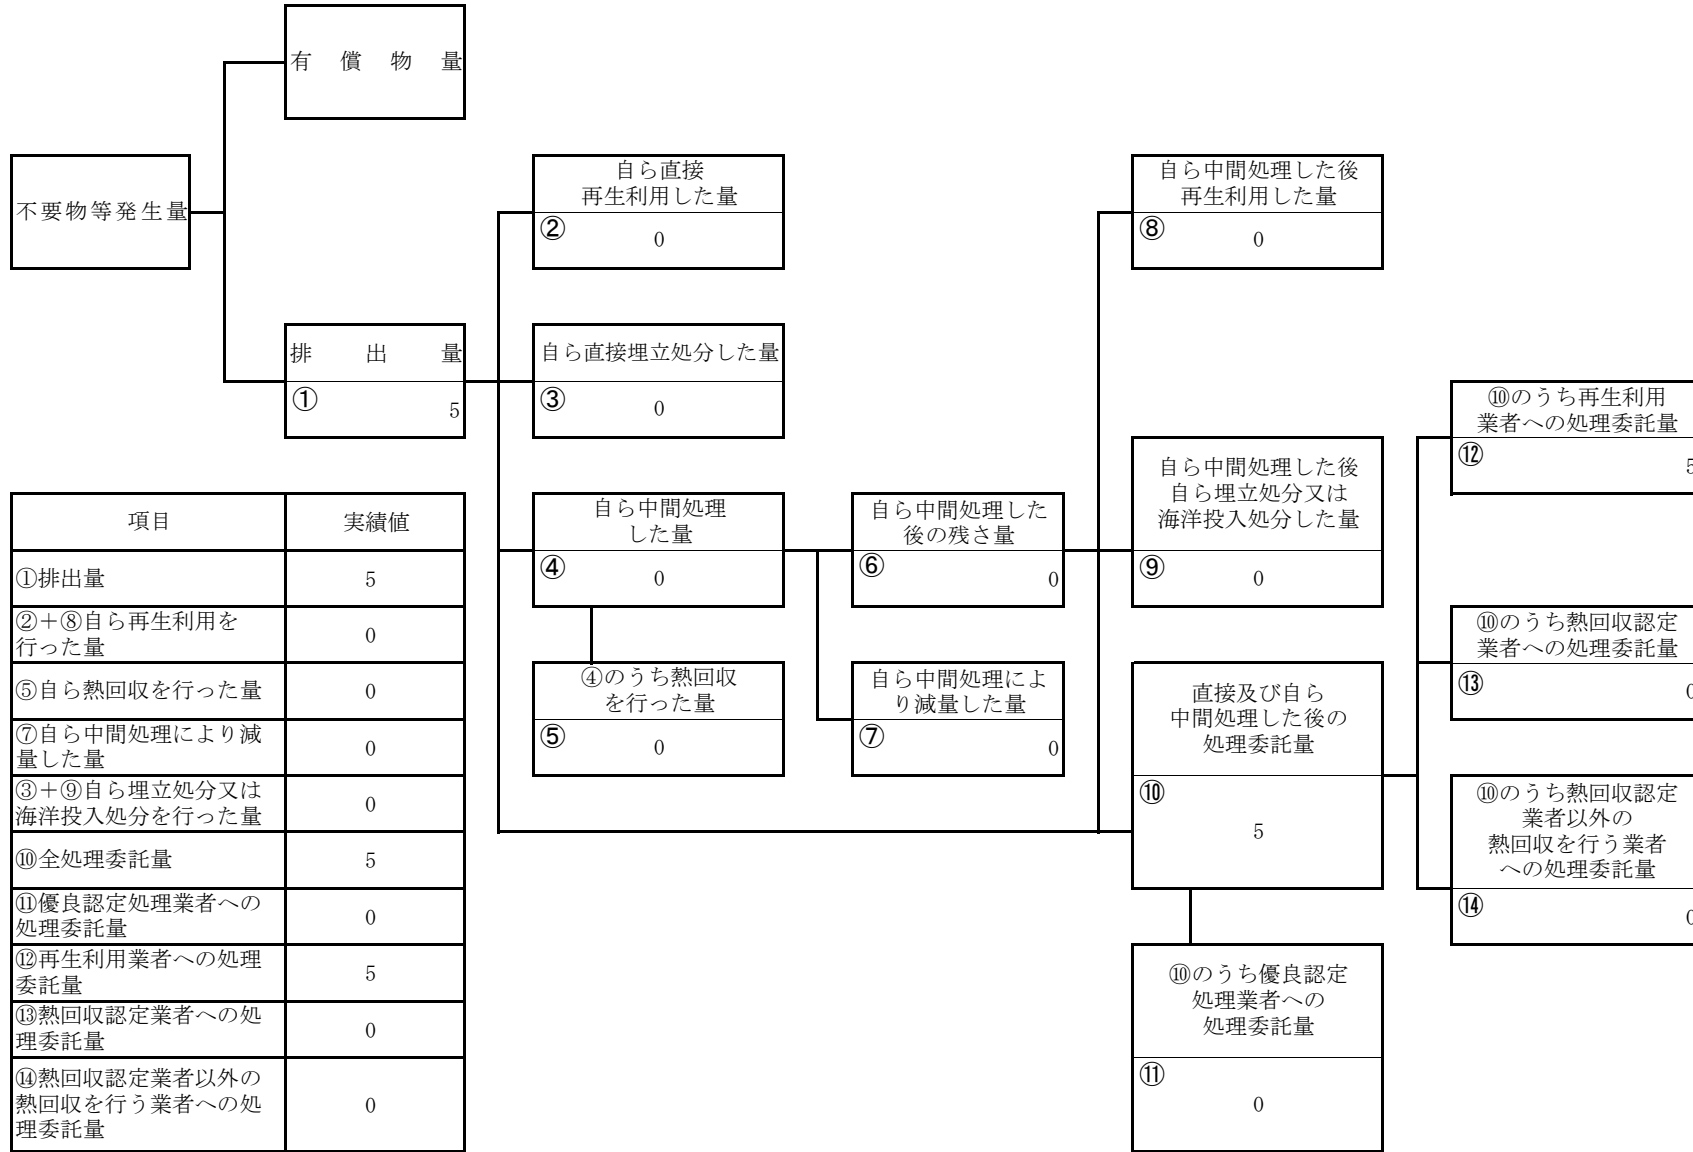 有償物量
不要物等発生量
排出量
①
5
自ら直接
再生利用した量
②
0
自ら直接埋立処分した量
③
0
自ら中間処理
した量
④
0
④のうち熱回収
を行った量
⑤
0
自ら中間処理した
後の残さ量
⑥
0
自ら中間処理によ
り減量した量
⑦
0
自ら中間処理した後
再生利用した量
⑧
0
自ら中間処理した後
自ら埋立処分又は
海洋投入処分した量
⑨
0
直接及び自ら
中間処理した後の
処理委託量
⑩
5
⑩のうち優良認定
処理業者への
処理委託量
⑪
0
⑩のうち再生利用
業者への処理委託量
⑫
5
⑩のうち熱回収認定
業者への処理委託量
⑬
0
⑩のうち熱回収認定
業者以外の
熱回収を行う業者
への処理委託量
⑭
0
項目 実績値
①排出量 5
②＋⑧自ら再生利用を
行った量 0
⑤自ら熱回収を行った量 0
⑦自ら中間処理により減
量した量 0
③＋⑨自ら埋立処分又は
海洋投入処分を行った量 0
⑩全処理委託量 5
⑪優良認定処理業者への
処理委託量 0
⑫再生利用業者への処理
委託量 5
⑬熱回収認定業者への処
理委託量 0
⑭熱回収認定業者以外の
熱回収を行う業者への処
理委託量 0